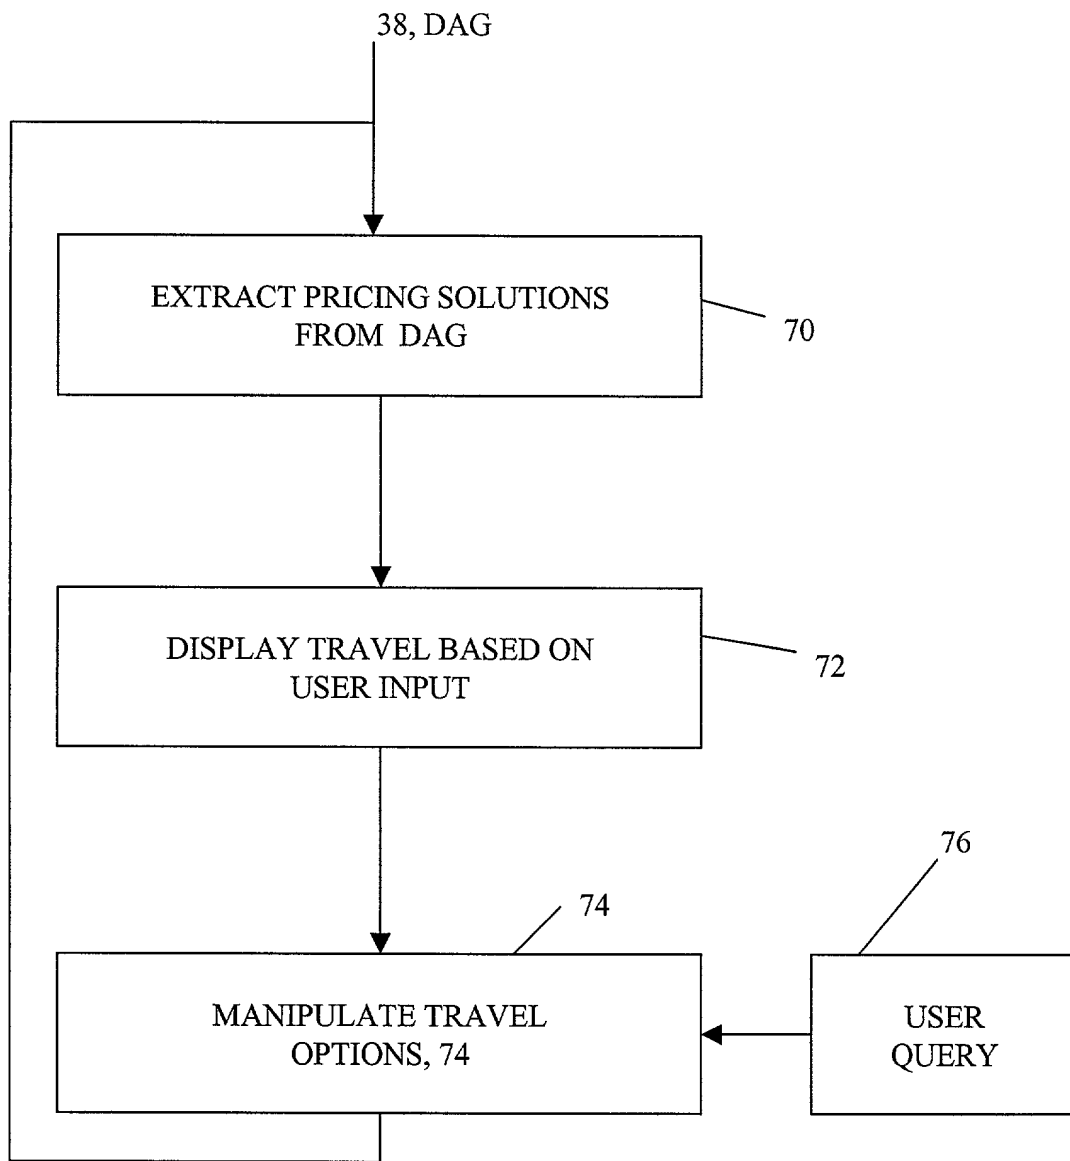 38, DAG
EXTRACT PRICING SOLUTIONS
FROM DAG
70
DISPLAY TRAVEL BASED ON
USER INPUT
72
76
74
MANIPULATE TRAVEL
OPTIONS, 74
USER
QUERY